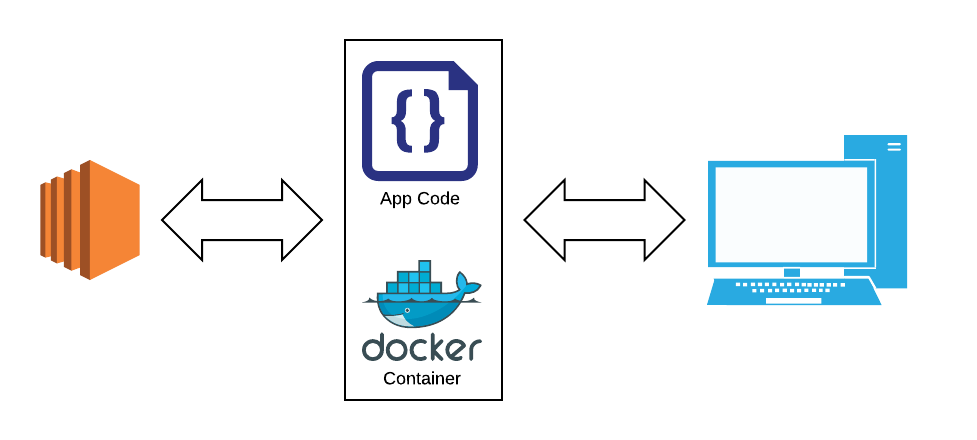 {}
App Code
docker
Container